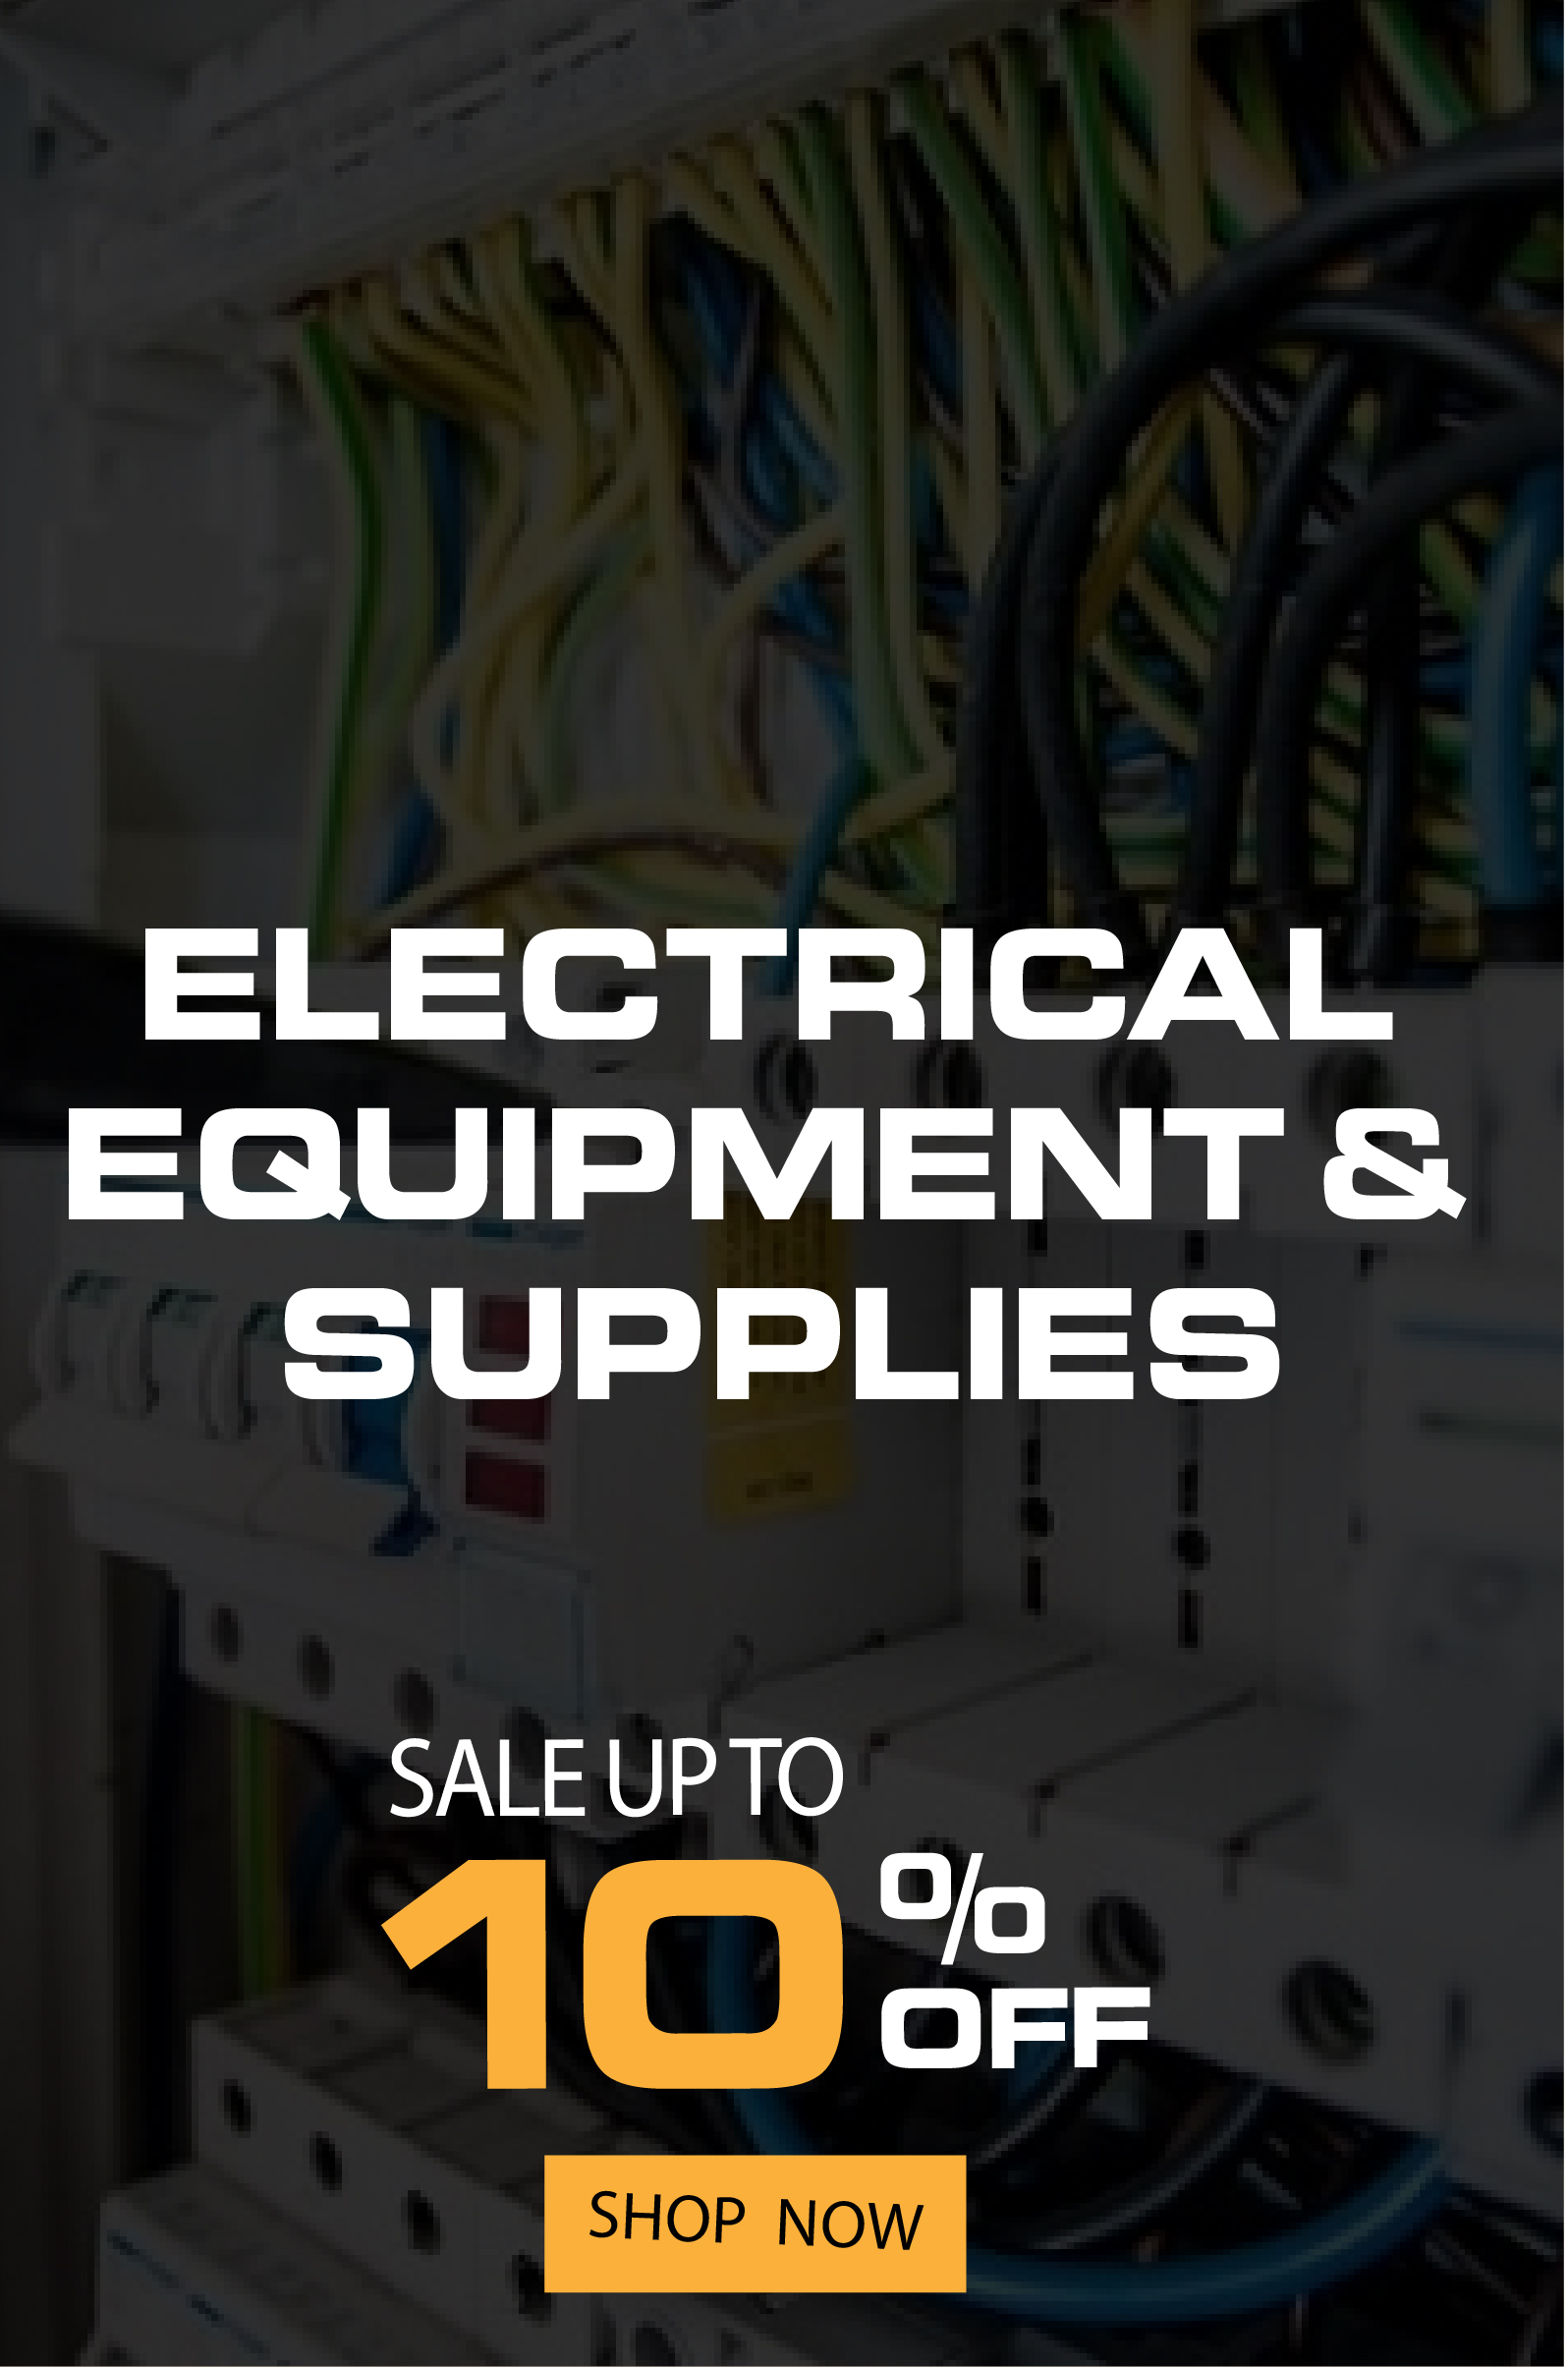 ELECTRICAL
EQUIPMENT &
SUPPLIES
SALE UP TO
10 %
OFF
SHOP NOW